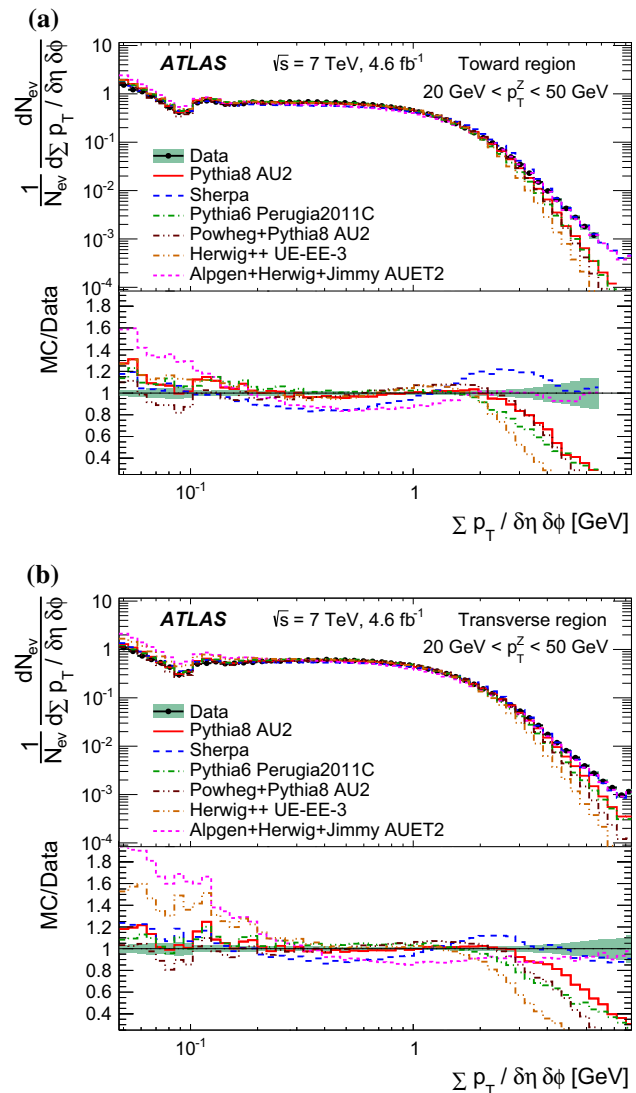 (a)
ATLAS √s = 7 TeV, 4.6 fb⁻¹ Toward region
20 GeV < p_T^Z < 50 GeV
1/N_ev dN_ev/d∑ p_T / δη δϕ
10
1
10⁻¹
10⁻²
10⁻³
10⁻⁴
Data
Pythia8 AU2
Sherpa
Pythia6 Perugia2011C
Powheg+Pythia8 AU2
Herwig++ UE-EE-3
Alpgen+Herwig+Jimmy AUET2
MC/Data
1.8
1.6
1.4
1.2
1
0.8
0.6
0.4
10⁻¹ 1
∑ p_T / δη δϕ [GeV]
(b)
ATLAS √s = 7 TeV, 4.6 fb⁻¹ Transverse region
20 GeV < p_T^Z < 50 GeV
1/N_ev dN_ev/d∑ p_T / δη δϕ
10
1
10⁻¹
10⁻²
10⁻³
10⁻⁴
Data
Pythia8 AU2
Sherpa
Pythia6 Perugia2011C
Powheg+Pythia8 AU2
Herwig++ UE-EE-3
Alpgen+Herwig+Jimmy AUET2
MC/Data
1.8
1.6
1.4
1.2
1
0.8
0.6
0.4
10⁻¹ 1
∑ p_T / δη δϕ [GeV]